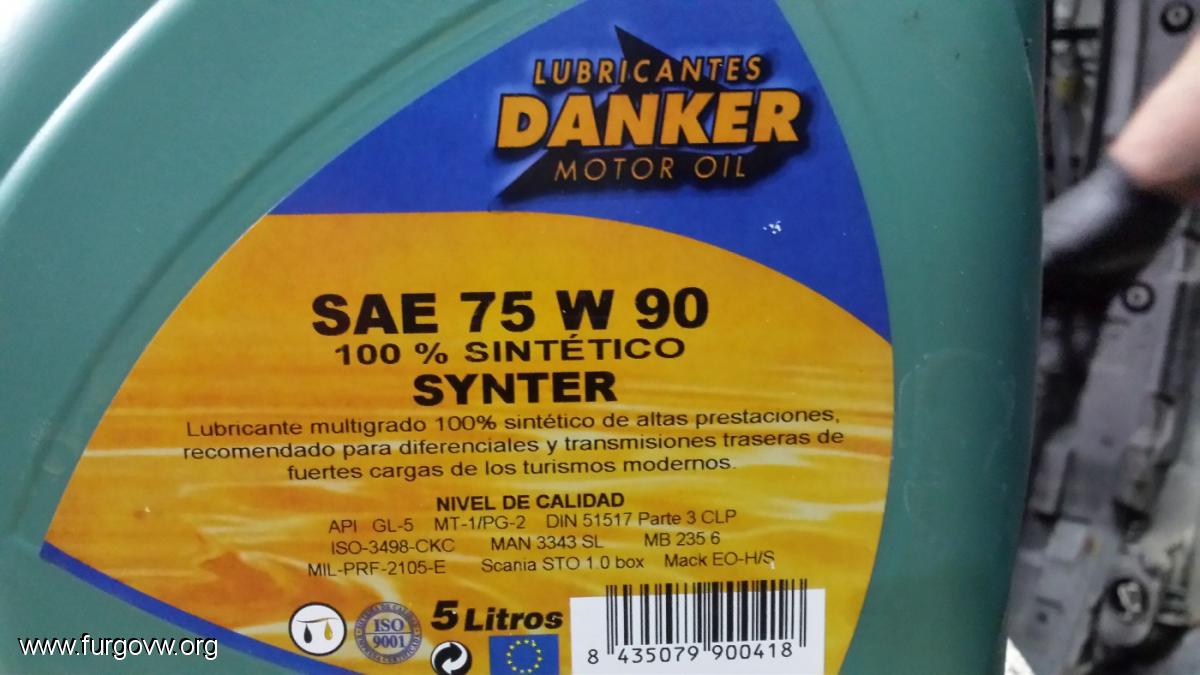 LUBRICANTES
DANKER
MOTOR OIL
SAE 75 W 90
100 % SINTÉTICO
SYNTER
Lubricante multigrado 100% sintético de altas prestaciones,
recomendado para diferenciales y transmisiones traseras de
fuertes cargas de los turismos modernos.
NIVEL DE CALIDAD
API GL-5 MT-1/PG-2 DIN 51517 Parte 3 CLP
ISO-3498-CKC MAN 3343 SL MB 235 6
MIL-PRF-2105-E Scania STO 1.0 box Mack EO-H/S
ISO
9001
5 Litros
8 435079 900418
www.furgovw.org